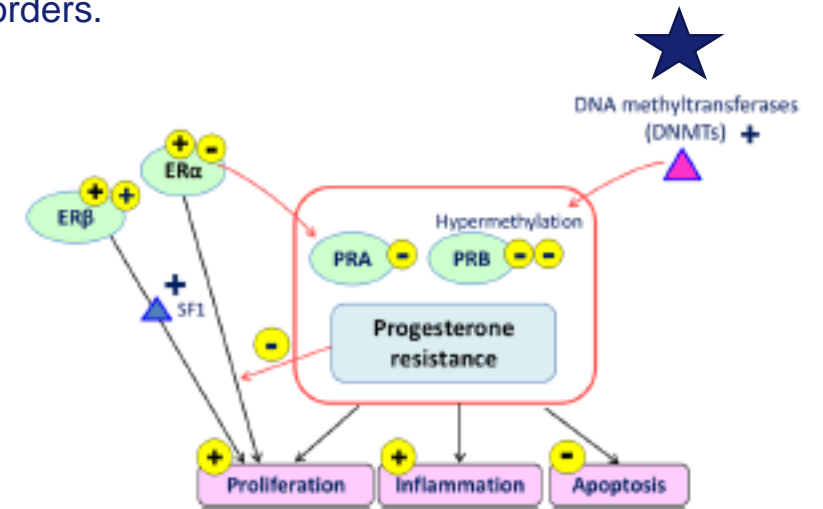 orders.
DNA methyltransferases
(DNMTs) +
+ -
ERα
+ +
ERβ
Hypermethylation
PRA -
PRB - -
+
SF1
-
Progesterone
resistance
+ Proliferation
+ Inflammation
- Apoptosis